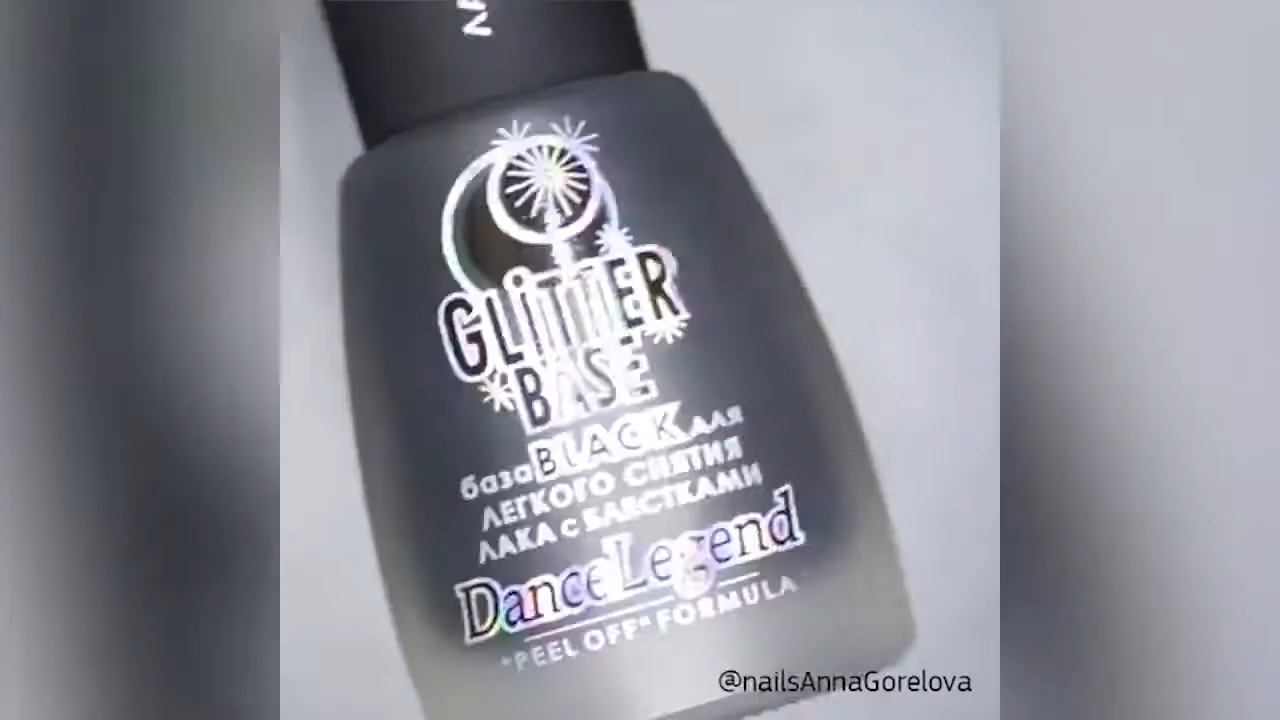 GLiTTER
BASE
база BLACK для
ЛЕГКОГО СНЯТИЯ
ЛАКА с БЛЕСТКАМИ
Dance Legend
"PEEL OFF" FORMULA
@nailsAnnaGorelova